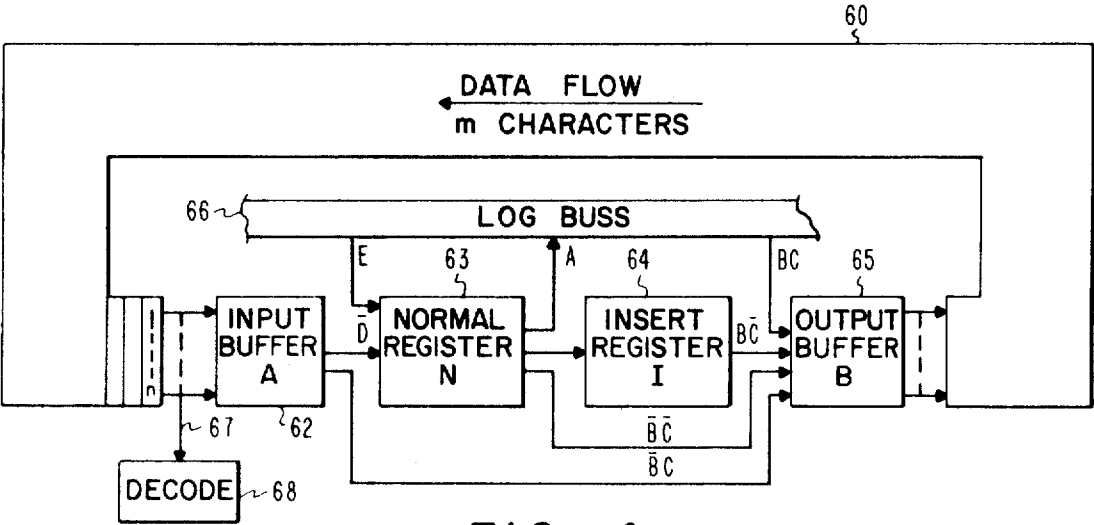 60
DATA FLOW
m CHARACTERS
66
LOG BUSS
E
63
A
64
BC
65
D̅
BC̅
n
INPUT
BUFFER
A
NORMAL
REGISTER
N
INSERT
REGISTER
I
OUTPUT
BUFFER
B
67
62
B̅C̅
B̅C
DECODE
68